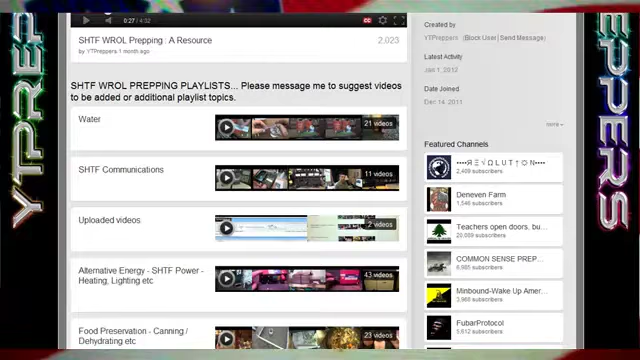 0:27 / 4:32
CC
SHTF WROL Prepping : A Resource
2,023
by YTPreppers 1 month ago
SHTF WROL PREPPING PLAYLISTS... Please message me to suggest videos
to be added or additional playlist topics.
Water
21 videos
SHTF Communications
11 videos
Uploaded videos
2 videos
Alternative Energy - SHTF Power -
Heating, Lighting etc
43 videos
Food Preservation - Canning /
Dehydrating etc
23 videos
Created by
YTPreppers (Block User | Send Message)
Latest Activity
Jan 1, 2012
Date Joined
Dec 14, 2011
more
Featured Channels
2,409 subscribers
Deneven Farm
1,546 subscribers
Teachers open doors, bu...
20,009 subscribers
COMMON SENSE PREP...
6,985 subscribers
Minbound-Wake Up Amer...
3,966 subscribers
FubarProtocol
5,612 subscribers
YTPREP
EPPERS